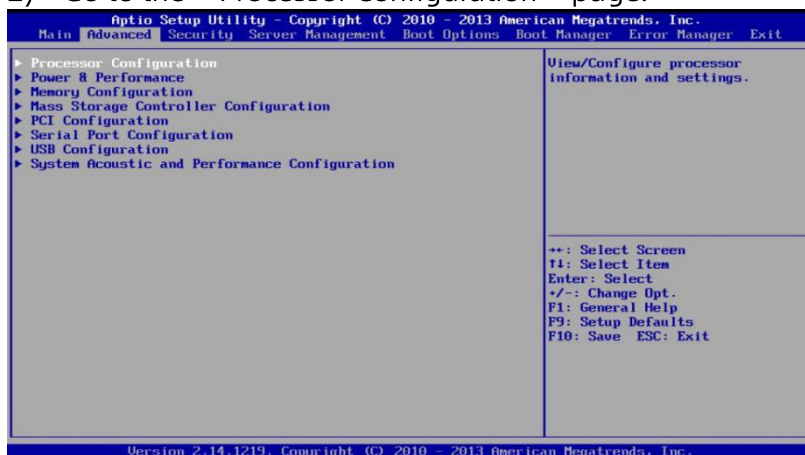 2) Go to the "Processor Configuration" page.
Aptio Setup Utility - Copyright (C) 2010 - 2013 American Megatrends, Inc.
Main Advanced Security Server Management Boot Options Boot Manager Error Manager Exit
▶ Processor Configuration
▶ Power & Performance
▶ Memory Configuration
▶ Mass Storage Controller Configuration
▶ PCI Configuration
▶ Serial Port Configuration
▶ USB Configuration
▶ System Acoustic and Performance Configuration
View/Configure processor
information and settings.
→←: Select Screen
↑↓: Select Item
Enter: Select
+/-: Change Opt.
F1: General Help
F9: Setup Defaults
F10: Save ESC: Exit
Version 2.14.1219. Copyright (C) 2010 - 2013 American Megatrends, Inc.